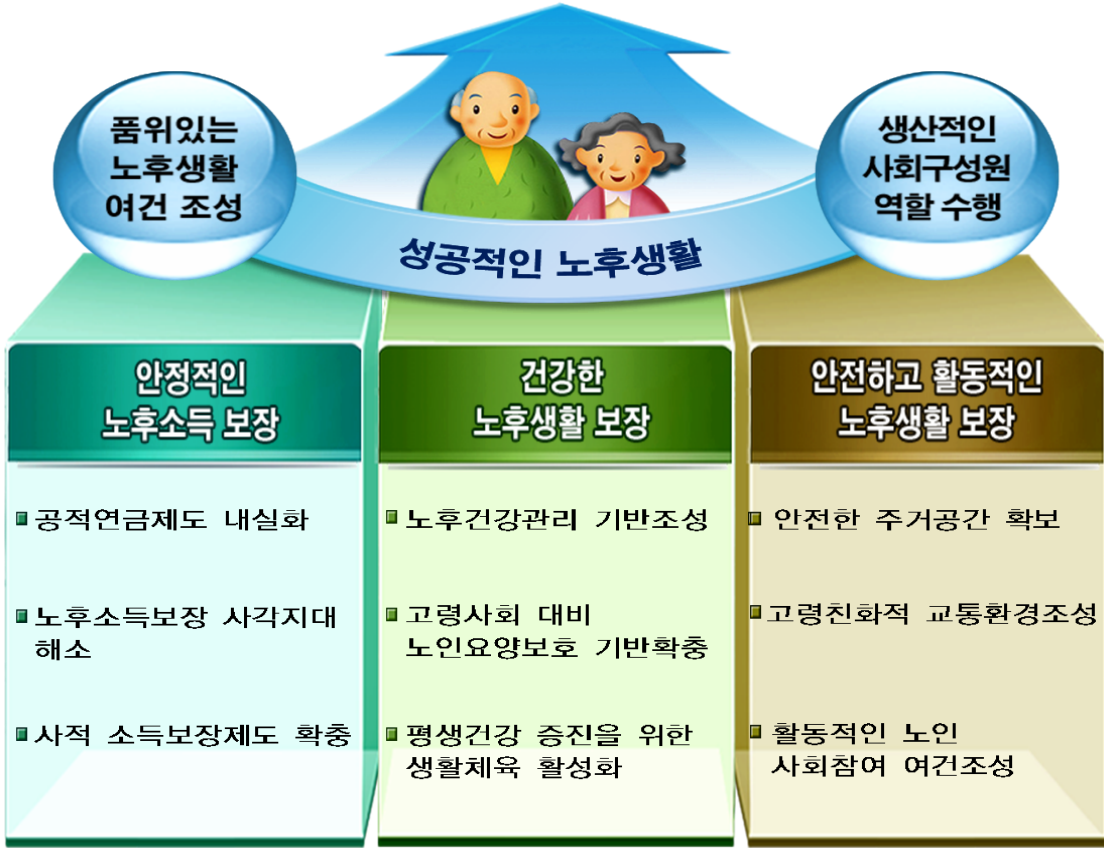 품위있는
노후생활
여건 조성
생산적인
사회구성원
역할 수행
성공적인 노후생활
안정적인
노후소득 보장
공적연금제도 내실화
노후소득보장 사각지대
해소
사적 소득보장제도 확충
건강한
노후생활 보장
노후건강관리 기반조성
고령사회 대비
노인요양보호 기반확충
평생건강 증진을 위한
생활체육 활성화
안전하고 활동적인
노후생활 보장
안전한 주거공간 확보
고령친화적 교통환경조성
활동적인 노인
사회참여 여건조성